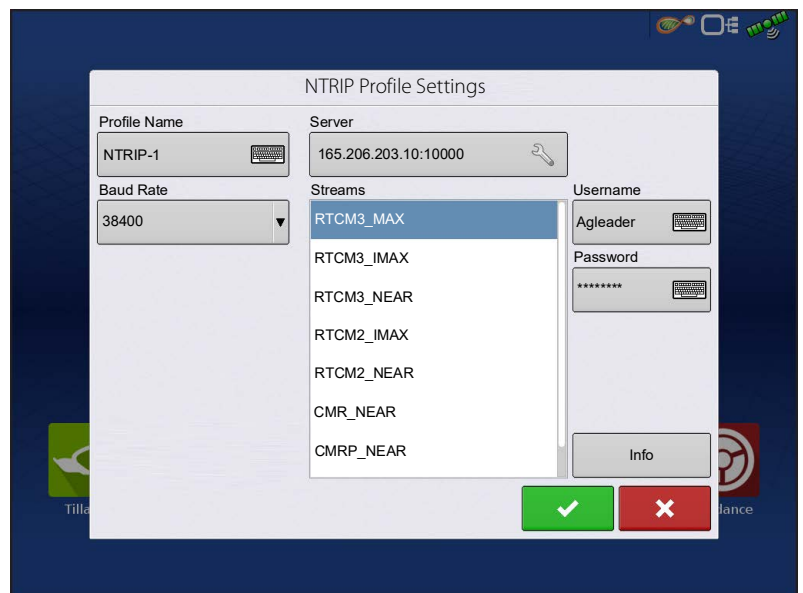 NTRIP Profile Settings
Profile Name
NTRIP-1
Server
165.206.203.10:10000
Baud Rate
38400
Streams
RTCM3_MAX
RTCM3_IMAX
RTCM3_NEAR
RTCM2_IMAX
RTCM2_NEAR
CMR_NEAR
CMRP_NEAR
Username
Agleader
Password
********
Info
Tilla
dance